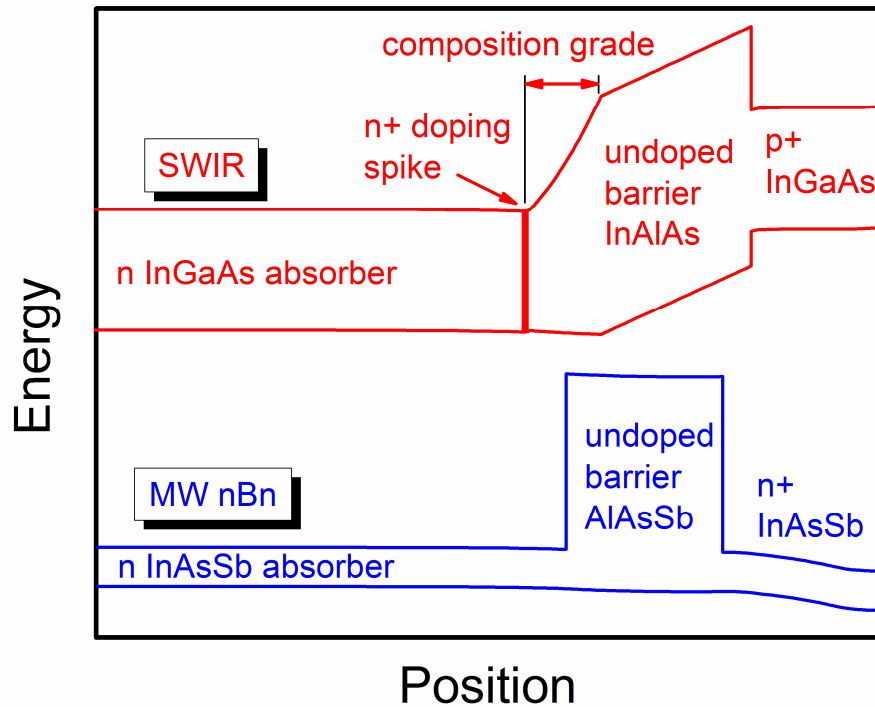 composition grade
n+ doping
spike
SWIR
undoped
barrier
InAlAs
p+
InGaAs
n InGaAs absorber
Energy
undoped
barrier
AlAsSb
MW nBn
n+
InAsSb
n InAsSb absorber
Position